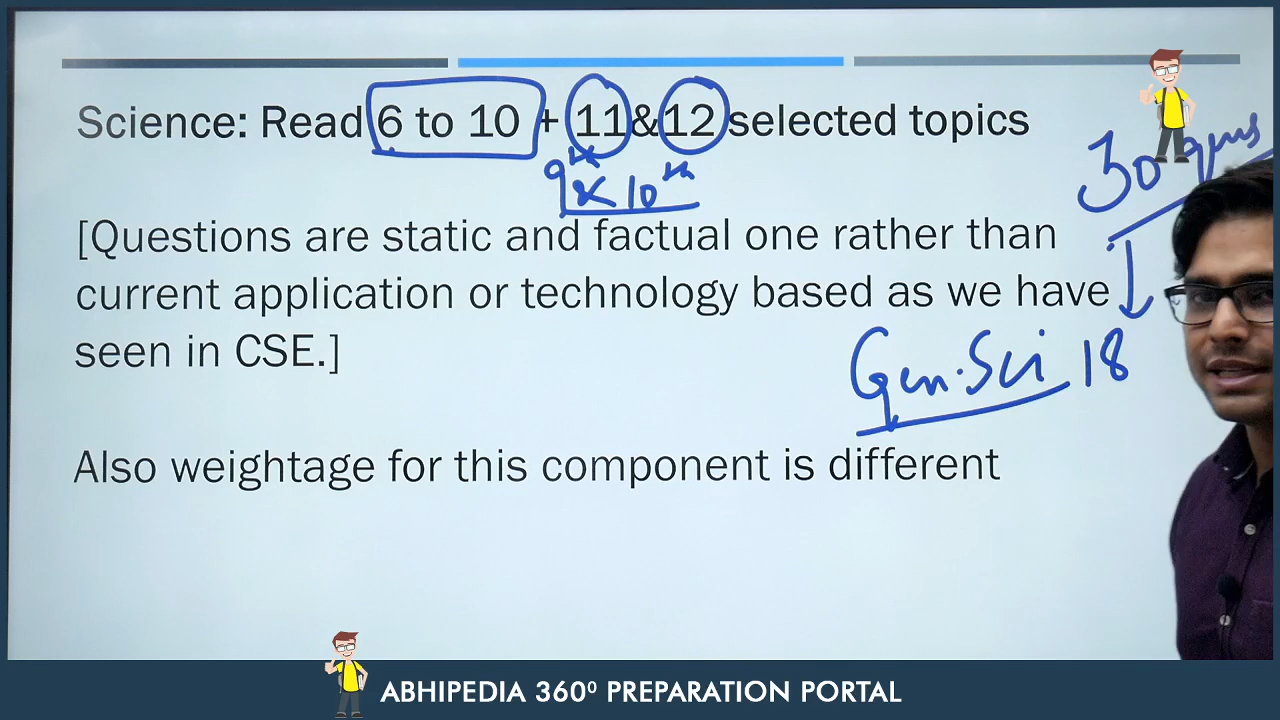 Science: Read 6 to 10 + 11 & 12 selected topics
9th & 10th
30 ques
[Questions are static and factual one rather than
current application or technology based as we have
seen in CSE.]
Gen. Sci 18
Also weightage for this component is different
ABHIPEDIA 360⁰ PREPARATION PORTAL